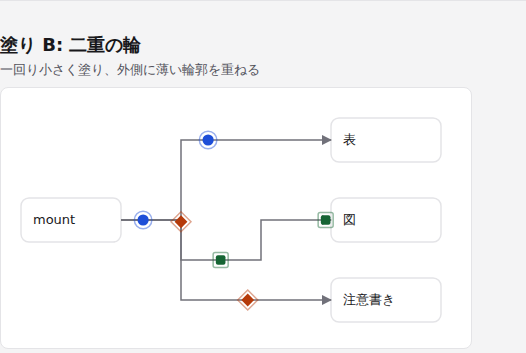 塗り B: 二重の輪
一回り小さく塗り、外側に薄い輪郭を重ねる
表
mount
図
注意書き